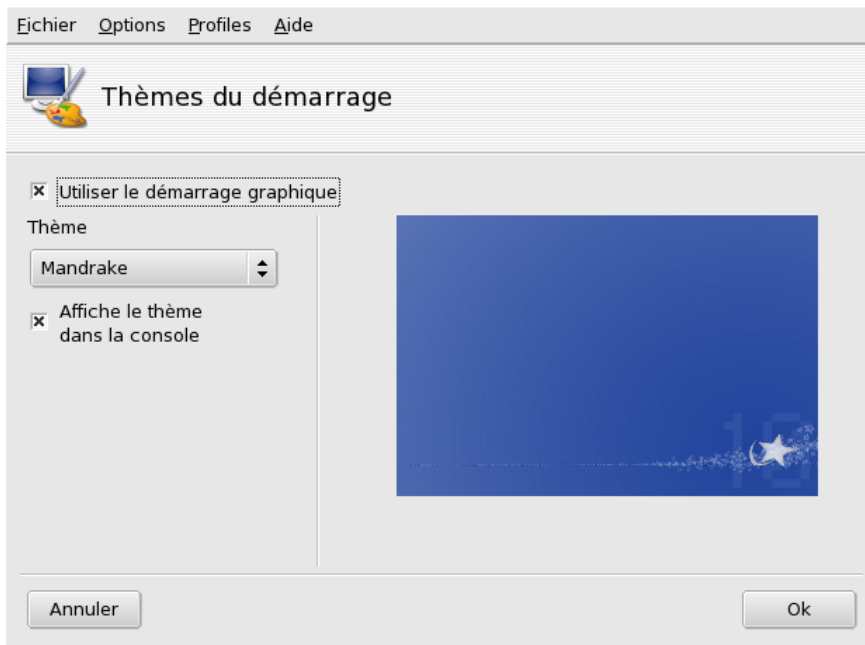 Fichier Options Profiles Aide
Thèmes du démarrage
Utiliser le démarrage graphique
Thème
Mandrake
Affiche le thème
dans la console
10
Annuler Ok